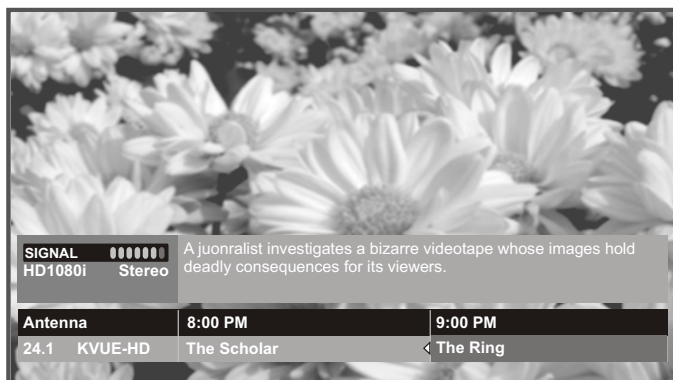 SIGNAL
HD1080i Stereo
A juonralist investigates a bizarre videotape whose images hold
deadly consequences for its viewers.
Antenna 8:00 PM 9:00 PM
24.1 KVUE-HD The Scholar The Ring